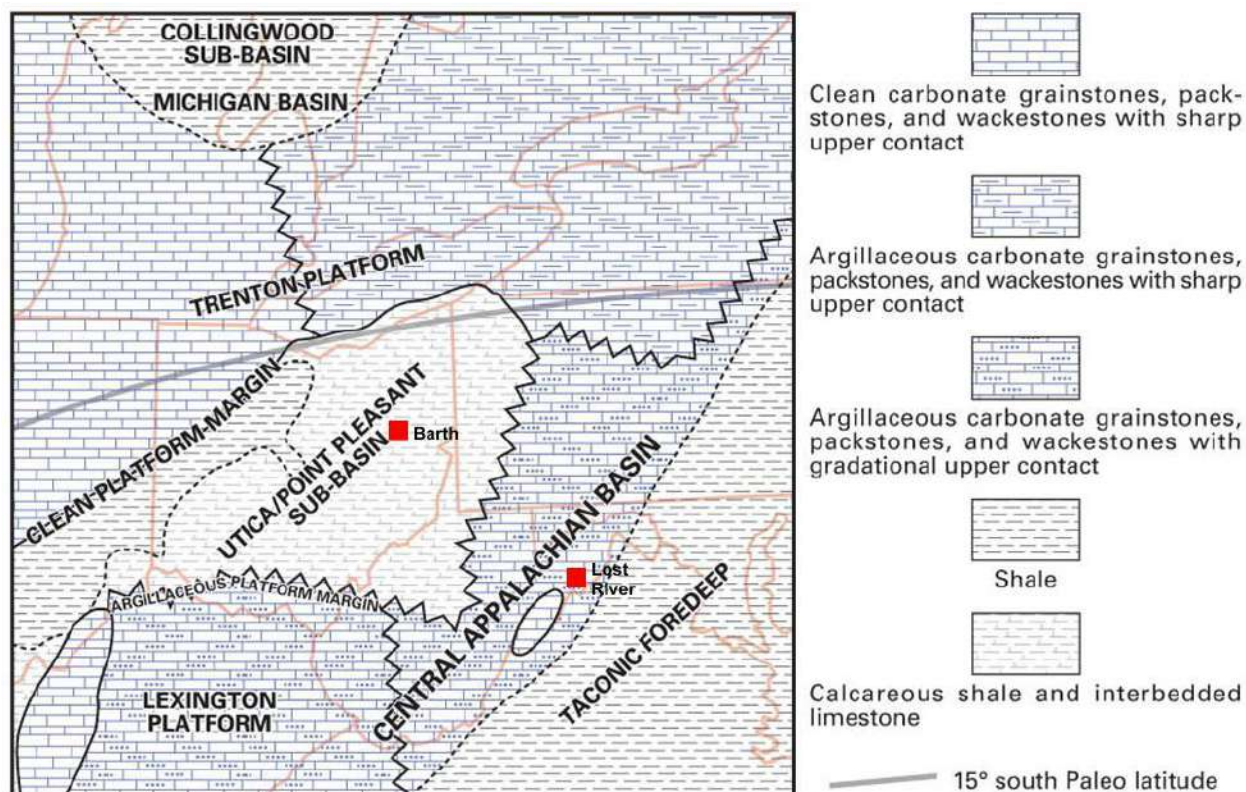 COLLINGWOOD
SUB-BASIN
MICHIGAN BASIN
TRENTON PLATFORM
CLEAN PLATFORM-MARGIN
UTICA/POINT PLEASANT
SUB-BASIN
Barth
CENTRAL APPALACHIAN BASIN
Lost
River
ARGILLACEOUS PLATFORM MARGIN
TACONIC FOREDEEP
LEXINGTON
PLATFORM
Clean carbonate grainstones, pack-
stones, and wackestones with sharp
upper contact
Argillaceous carbonate grainstones,
packstones, and wackestones with sharp
upper contact
Argillaceous carbonate grainstones,
packstones, and wackestones with
gradational upper contact
Shale
Calcareous shale and interbedded
limestone
15° south Paleo latitude